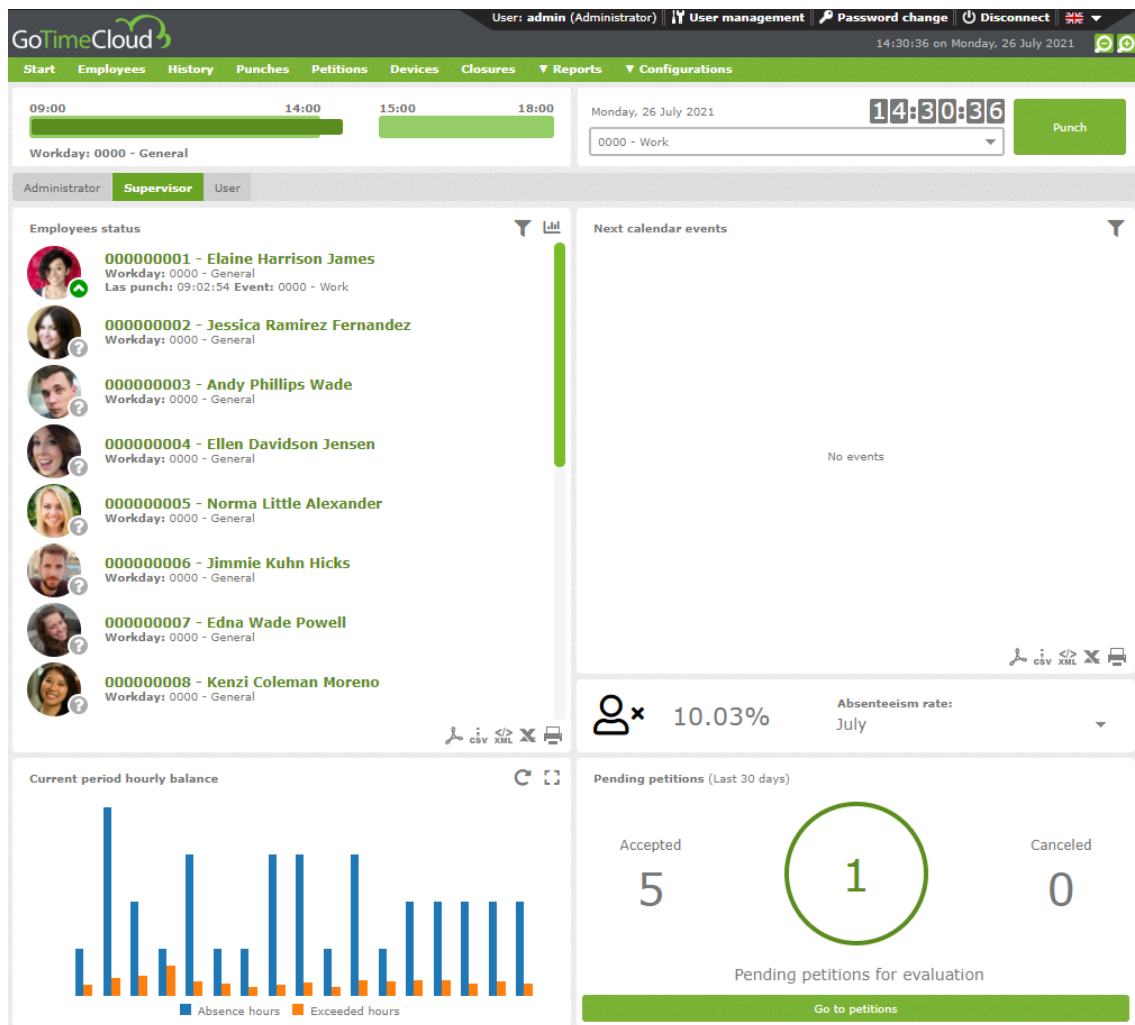 User: admin (Administrator) User management Password change Disconnect
GoTimeCloud
14:30:36 on Monday, 26 July 2021
Start Employees History Punches Petitions Devices Closures ▼ Reports ▼ Configurations
09:00 14:00 15:00 18:00
Workday: 0000 - General
Monday, 26 July 2021 14:30:36
0000 - Work
Punch
Administrator Supervisor User
Employees status
000000001 - Elaine Harrison James
Workday: 0000 - General
Las punch: 09:02:54 Event: 0000 - Work
000000002 - Jessica Ramirez Fernandez
Workday: 0000 - General
000000003 - Andy Phillips Wade
Workday: 0000 - General
000000004 - Ellen Davidson Jensen
Workday: 0000 - General
000000005 - Norma Little Alexander
Workday: 0000 - General
000000006 - Jimmie Kuhn Hicks
Workday: 0000 - General
000000007 - Edna Wade Powell
Workday: 0000 - General
000000008 - Kenzi Coleman Moreno
Workday: 0000 - General
CSV </> XML
Next calendar events
No events
CSV </> XML
10.03%
Absenteeism rate:
July
Current period hourly balance
Absence hours Exceeded hours
Pending petitions (Last 30 days)
Accepted
5
1
Canceled
0
Pending petitions for evaluation
Go to petitions